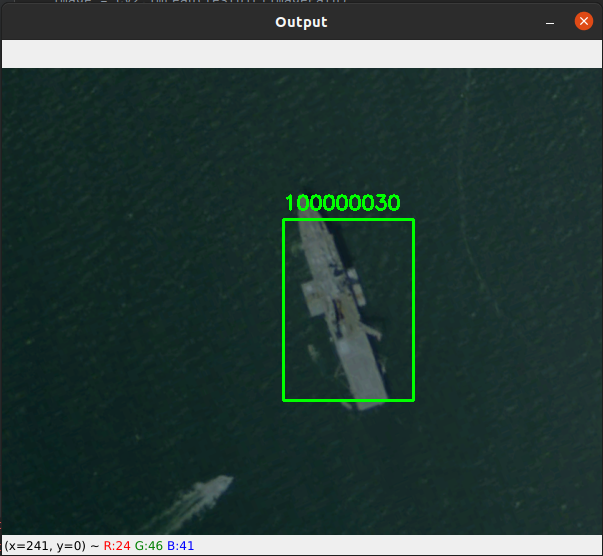 Output
100000030
(x=241, y=0) ~ R:24 G:46 B:41